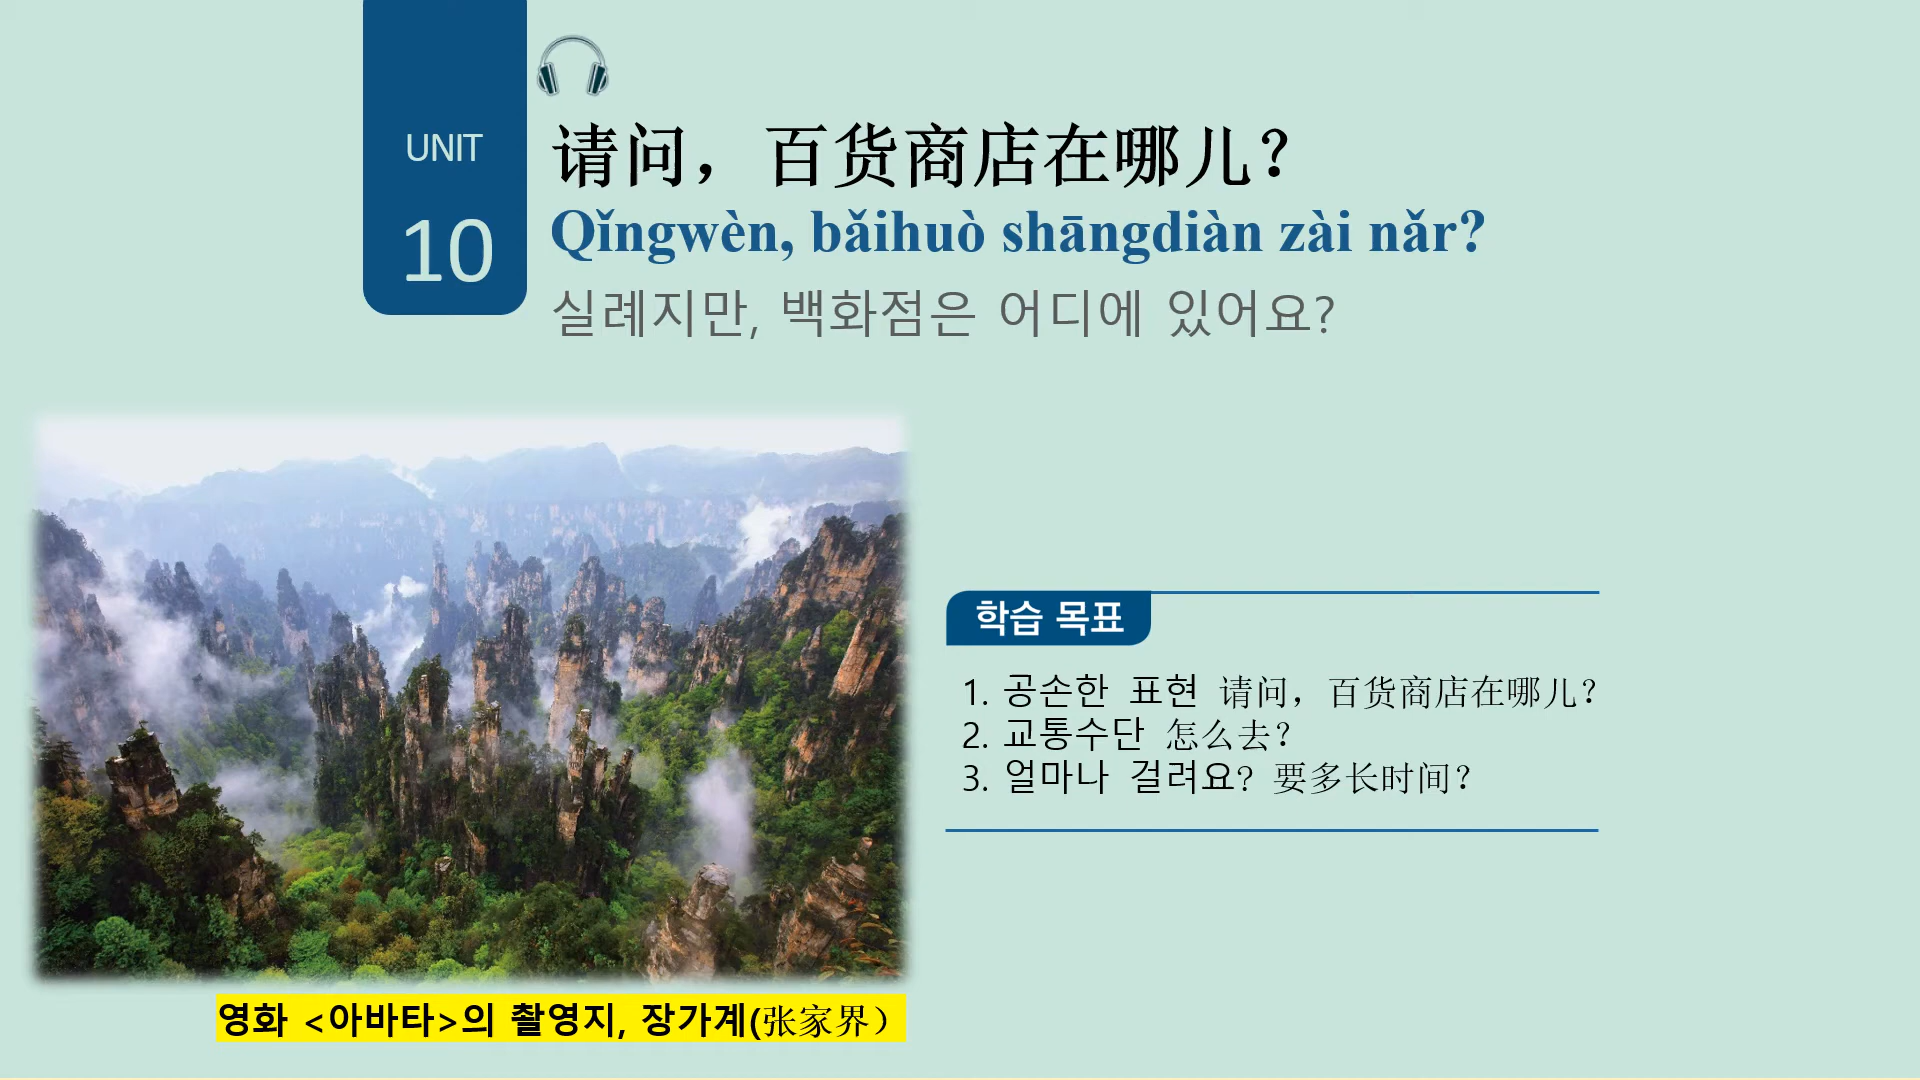 UNIT
10
请问，百货商店在哪儿？
Qǐngwèn, bǎihuò shāngdiàn zài nǎr?
실례지만, 백화점은 어디에 있어요?
학습 목표
1. 공손한 표현 请问，百货商店在哪儿？
2. 교통수단 怎么去？
3. 얼마나 걸려요? 要多长时间？
영화 <아바타>의 촬영지, 장가계(张家界）